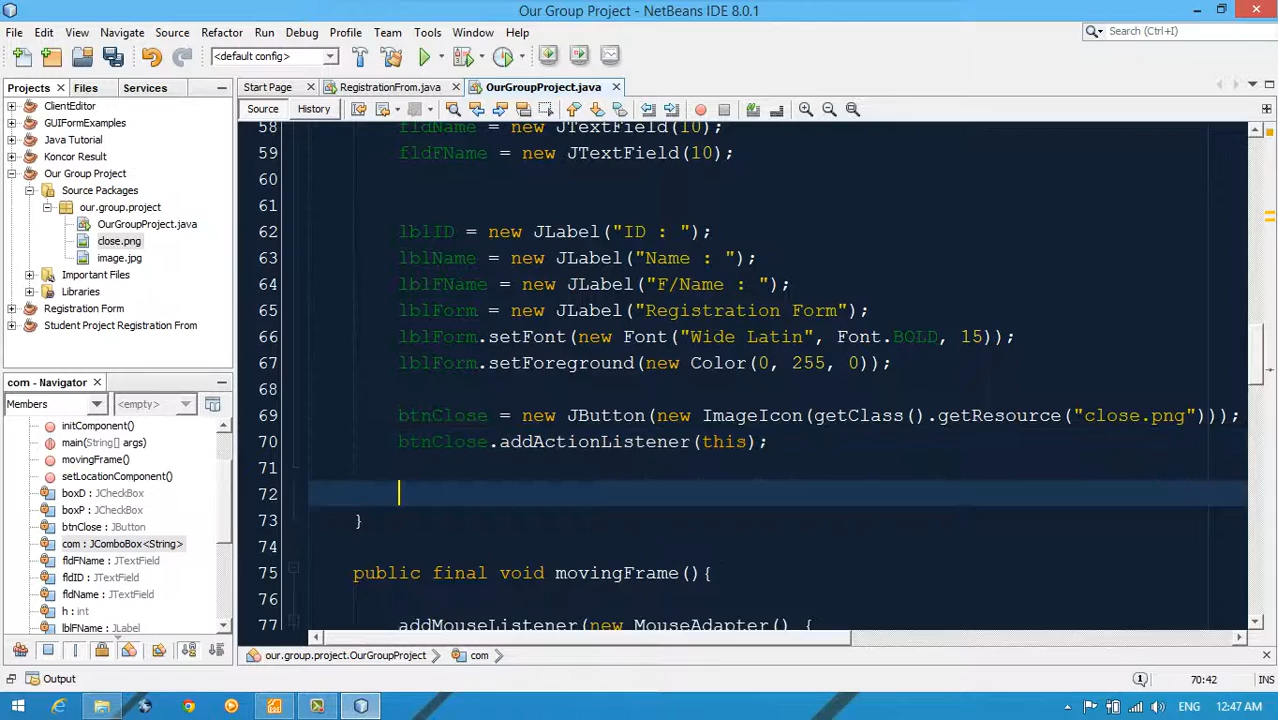 Our Group Project - NetBeans IDE 8.0.1
File Edit View Navigate Source Refactor Run Debug Profile Team Tools Window Help
Search (Ctrl+I)
<default config>
Projects Files Services
Start Page RegistrationFrom.java OurGroupProject.java
Source History
ClientEditor
GUIFormExamples
Java Tutorial
Koncor Result
Our Group Project
Source Packages
our.group.project
OurGroupProject.java
close.png
image.jpg
Important Files
Libraries
Registration Form
Student Project Registration From
com - Navigator
Members <empty>
initComponent()
main(String[] args)
movingFrame()
setLocationComponent()
boxD : JCheckBox
boxP : JCheckBox
btnClose : JButton
com : JComboBox<String>
fldFName : JTextField
fldID : JTextField
fldName : JTextField
h : int
lblFName : JLabel
58 fldName = new JTextField(10);
59 fldFName = new JTextField(10);
60
61
62 lblID = new JLabel("ID : ");
63 lblName = new JLabel("Name : ");
64 lblFName = new JLabel("F/Name : ");
65 lblForm = new JLabel("Registration Form");
66 lblForm.setFont(new Font("Wide Latin", Font.BOLD, 15));
67 lblForm.setForeground(new Color(0, 255, 0));
68
69 btnClose = new JButton(new ImageIcon(getClass().getResource("close.png")));
70 btnClose.addActionListener(this);
71
72
73 }
74
75 public final void movingFrame(){
76
77 addMouseListener(new MouseAdapter() {
our.group.project.OurGroupProject com
Output
1 70:42 INS
ENG 12:47 AM